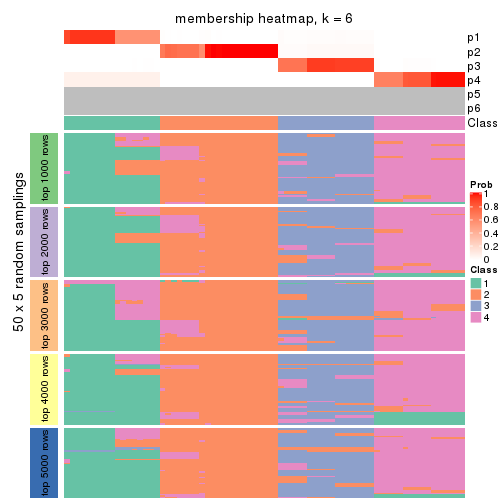 membership heatmap, k = 6
p1
p2
p3
p4
p5
p6
Class
50 x 5 random samplings
top 1000 rows
top 2000 rows
top 3000 rows
top 4000 rows
top 5000 rows
Prob
1
0.8
0.6
0.4
0.2
0
Class
1
2
3
4